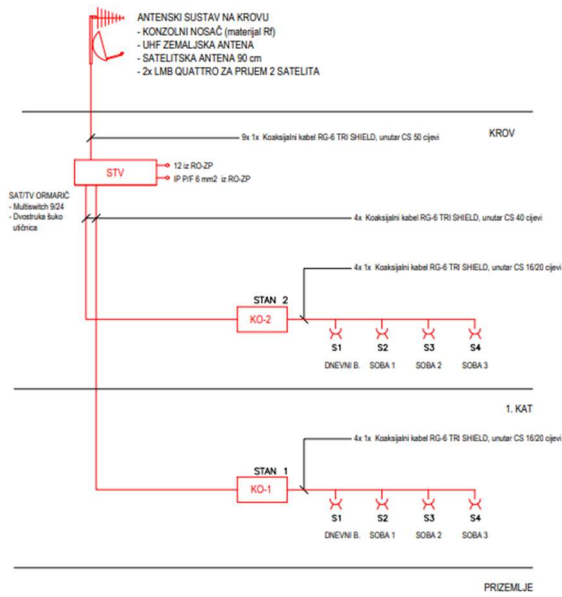 ANTENSKI SUSTAV NA KROVU
- KONZOLNI NOSAČ (materijal Rf)
- UHF ZEMALJSKA ANTENA
- SATELITSKA ANTENA 90 cm
- 2x LMB QUATTRO ZA PRIJEM 2 SATELITA
9x 1x Koaksijalni kabel RG-6 TRI SHIELD, unutar CS 50 cijevi
KROV
STV
12 iz RO-ZP
IP P/F 6 mm2 iz RO-ZP
SAT/TV ORMARIĆ
- Multiswitch 9/24
- Dvostruka šuko
utičnica
4x Koaksijalni kabel RG-6 TRI SHIELD, unutar CS 40 cijevi
4x 1x Koaksijalni kabel RG-6 TRI SHIELD, unutar CS 16/20 cijevi
STAN 2
KO-2
S1 S2 S3 S4
DNEVNI B. SOBA 1 SOBA 2 SOBA 3
1. KAT
4x 1x Koaksijalni kabel RG-6 TRI SHIELD, unutar CS 16/20 cijevi
STAN 1
KO-1
S1 S2 S3 S4
DNEVNI B. SOBA 1 SOBA 2 SOBA 3
PRIZEMLJE